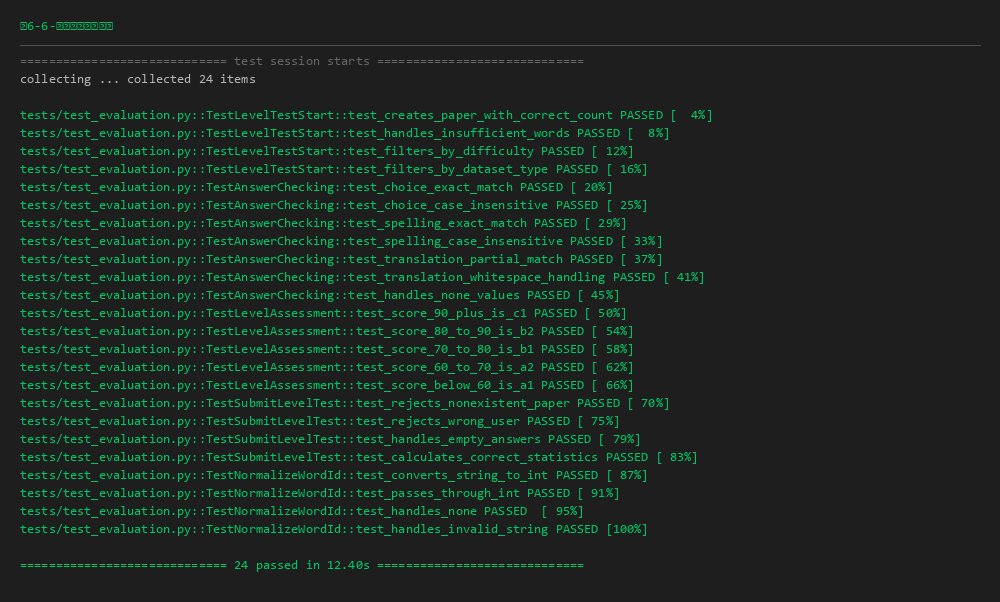 6-6-
============================= test session starts =============================
collecting ... collected 24 items
tests/test_evaluation.py::TestLevelTestStart::test_creates_paper_with_correct_count PASSED [  4%]
tests/test_evaluation.py::TestLevelTestStart::test_handles_insufficient_words PASSED [  8%]
tests/test_evaluation.py::TestLevelTestStart::test_filters_by_difficulty PASSED [ 12%]
tests/test_evaluation.py::TestLevelTestStart::test_filters_by_dataset_type PASSED [ 16%]
tests/test_evaluation.py::TestAnswerChecking::test_choice_exact_match PASSED [ 20%]
tests/test_evaluation.py::TestAnswerChecking::test_choice_case_insensitive PASSED [ 25%]
tests/test_evaluation.py::TestAnswerChecking::test_spelling_exact_match PASSED [ 29%]
tests/test_evaluation.py::TestAnswerChecking::test_spelling_case_insensitive PASSED [ 33%]
tests/test_evaluation.py::TestAnswerChecking::test_translation_partial_match PASSED [ 37%]
tests/test_evaluation.py::TestAnswerChecking::test_translation_whitespace_handling PASSED [ 41%]
tests/test_evaluation.py::TestAnswerChecking::test_handles_none_values PASSED [ 45%]
tests/test_evaluation.py::TestLevelAssessment::test_score_90_plus_is_c1 PASSED [ 50%]
tests/test_evaluation.py::TestLevelAssessment::test_score_80_to_90_is_b2 PASSED [ 54%]
tests/test_evaluation.py::TestLevelAssessment::test_score_70_to_80_is_b1 PASSED [ 58%]
tests/test_evaluation.py::TestLevelAssessment::test_score_60_to_70_is_a2 PASSED [ 62%]
tests/test_evaluation.py::TestLevelAssessment::test_score_below_60_is_a1 PASSED [ 66%]
tests/test_evaluation.py::TestSubmitLevelTest::test_rejects_nonexistent_paper PASSED [ 70%]
tests/test_evaluation.py::TestSubmitLevelTest::test_rejects_wrong_user PASSED [ 75%]
tests/test_evaluation.py::TestSubmitLevelTest::test_handles_empty_answers PASSED [ 79%]
tests/test_evaluation.py::TestSubmitLevelTest::test_calculates_correct_statistics PASSED [ 83%]
tests/test_evaluation.py::TestNormalizeWordId::test_converts_string_to_int PASSED [ 87%]
tests/test_evaluation.py::TestNormalizeWordId::test_passes_through_int PASSED [ 91%]
tests/test_evaluation.py::TestNormalizeWordId::test_handles_none PASSED  [ 95%]
tests/test_evaluation.py::TestNormalizeWordId::test_handles_invalid_string PASSED [100%]
============================= 24 passed in 12.40s =============================